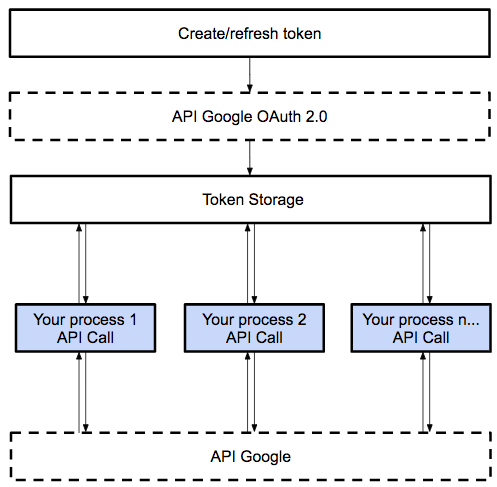 Create/refresh token
API Google OAuth 2.0
Token Storage
Your process 1
API Call
Your process 2
API Call
Your process n...
API Call
API Google